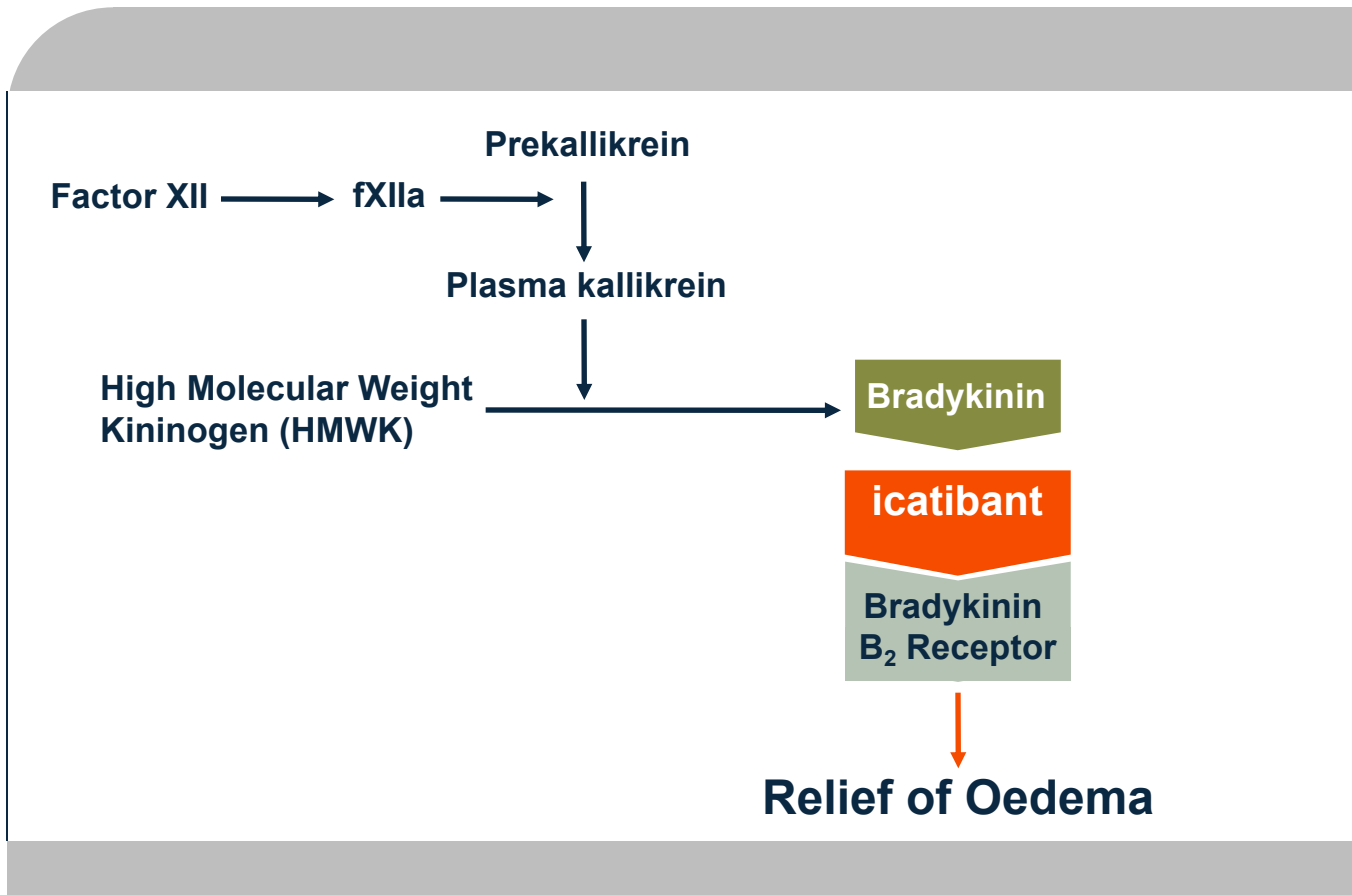 Prekallikrein
Factor XII
fXIIa
Plasma kallikrein
High Molecular Weight
Kininogen (HMWK)
Bradykinin
icatibant
Bradykinin
B₂ Receptor
Relief of Oedema